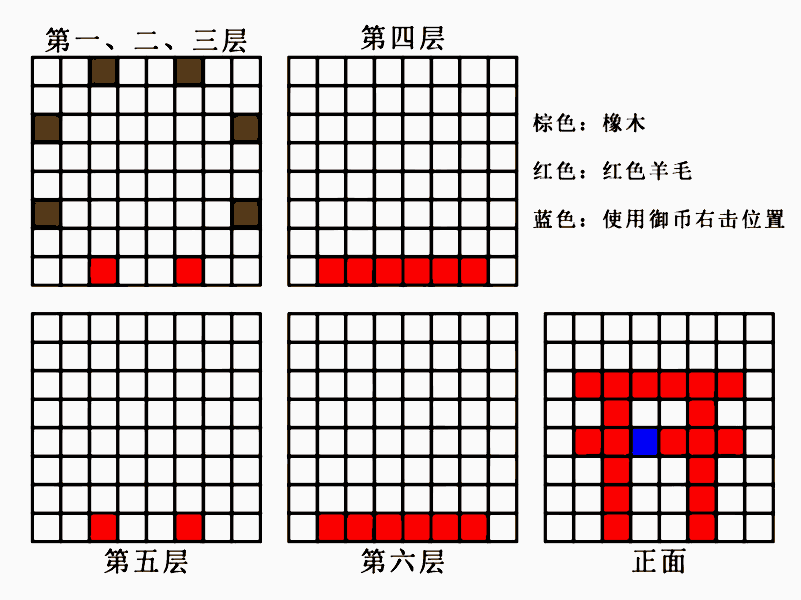 第一、二、三层
第四层
棕色：橡木
红色：红色羊毛
蓝色：使用御币右击位置
第五层
第六层
正面